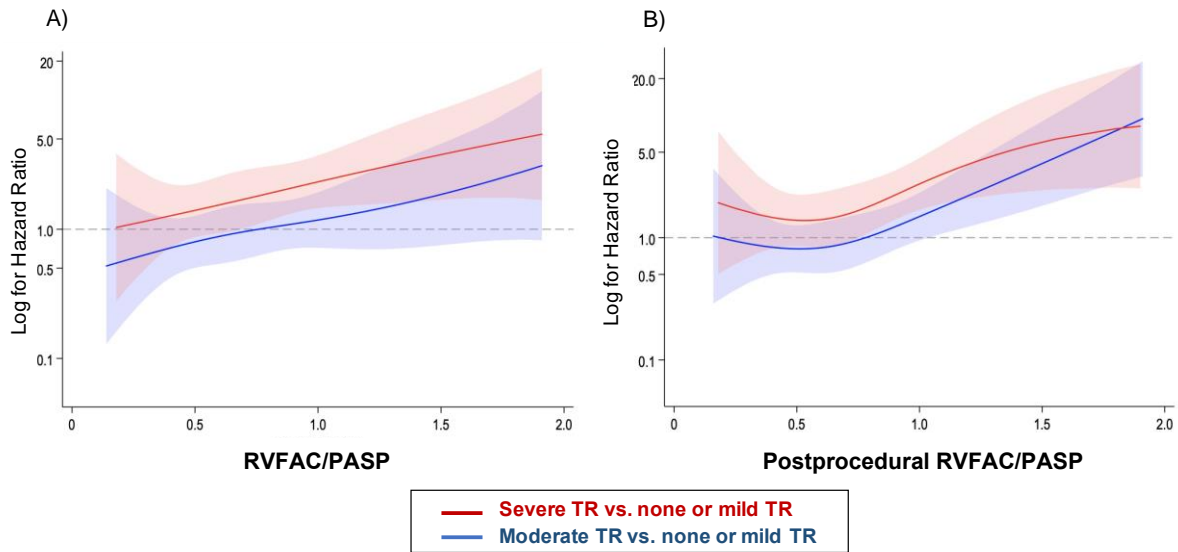 A)
B)
Log for Hazard Ratio
20
5.0
1.0
0.5
0.1
0
0.5
1.0
1.5
2.0
RVFAC/PASP
Log for Hazard Ratio
20.0
5.0
1.0
0.5
0.1
0
0.5
1.0
1.5
2.0
Postprocedural RVFAC/PASP
Severe TR vs. none or mild TR
Moderate TR vs. none or mild TR